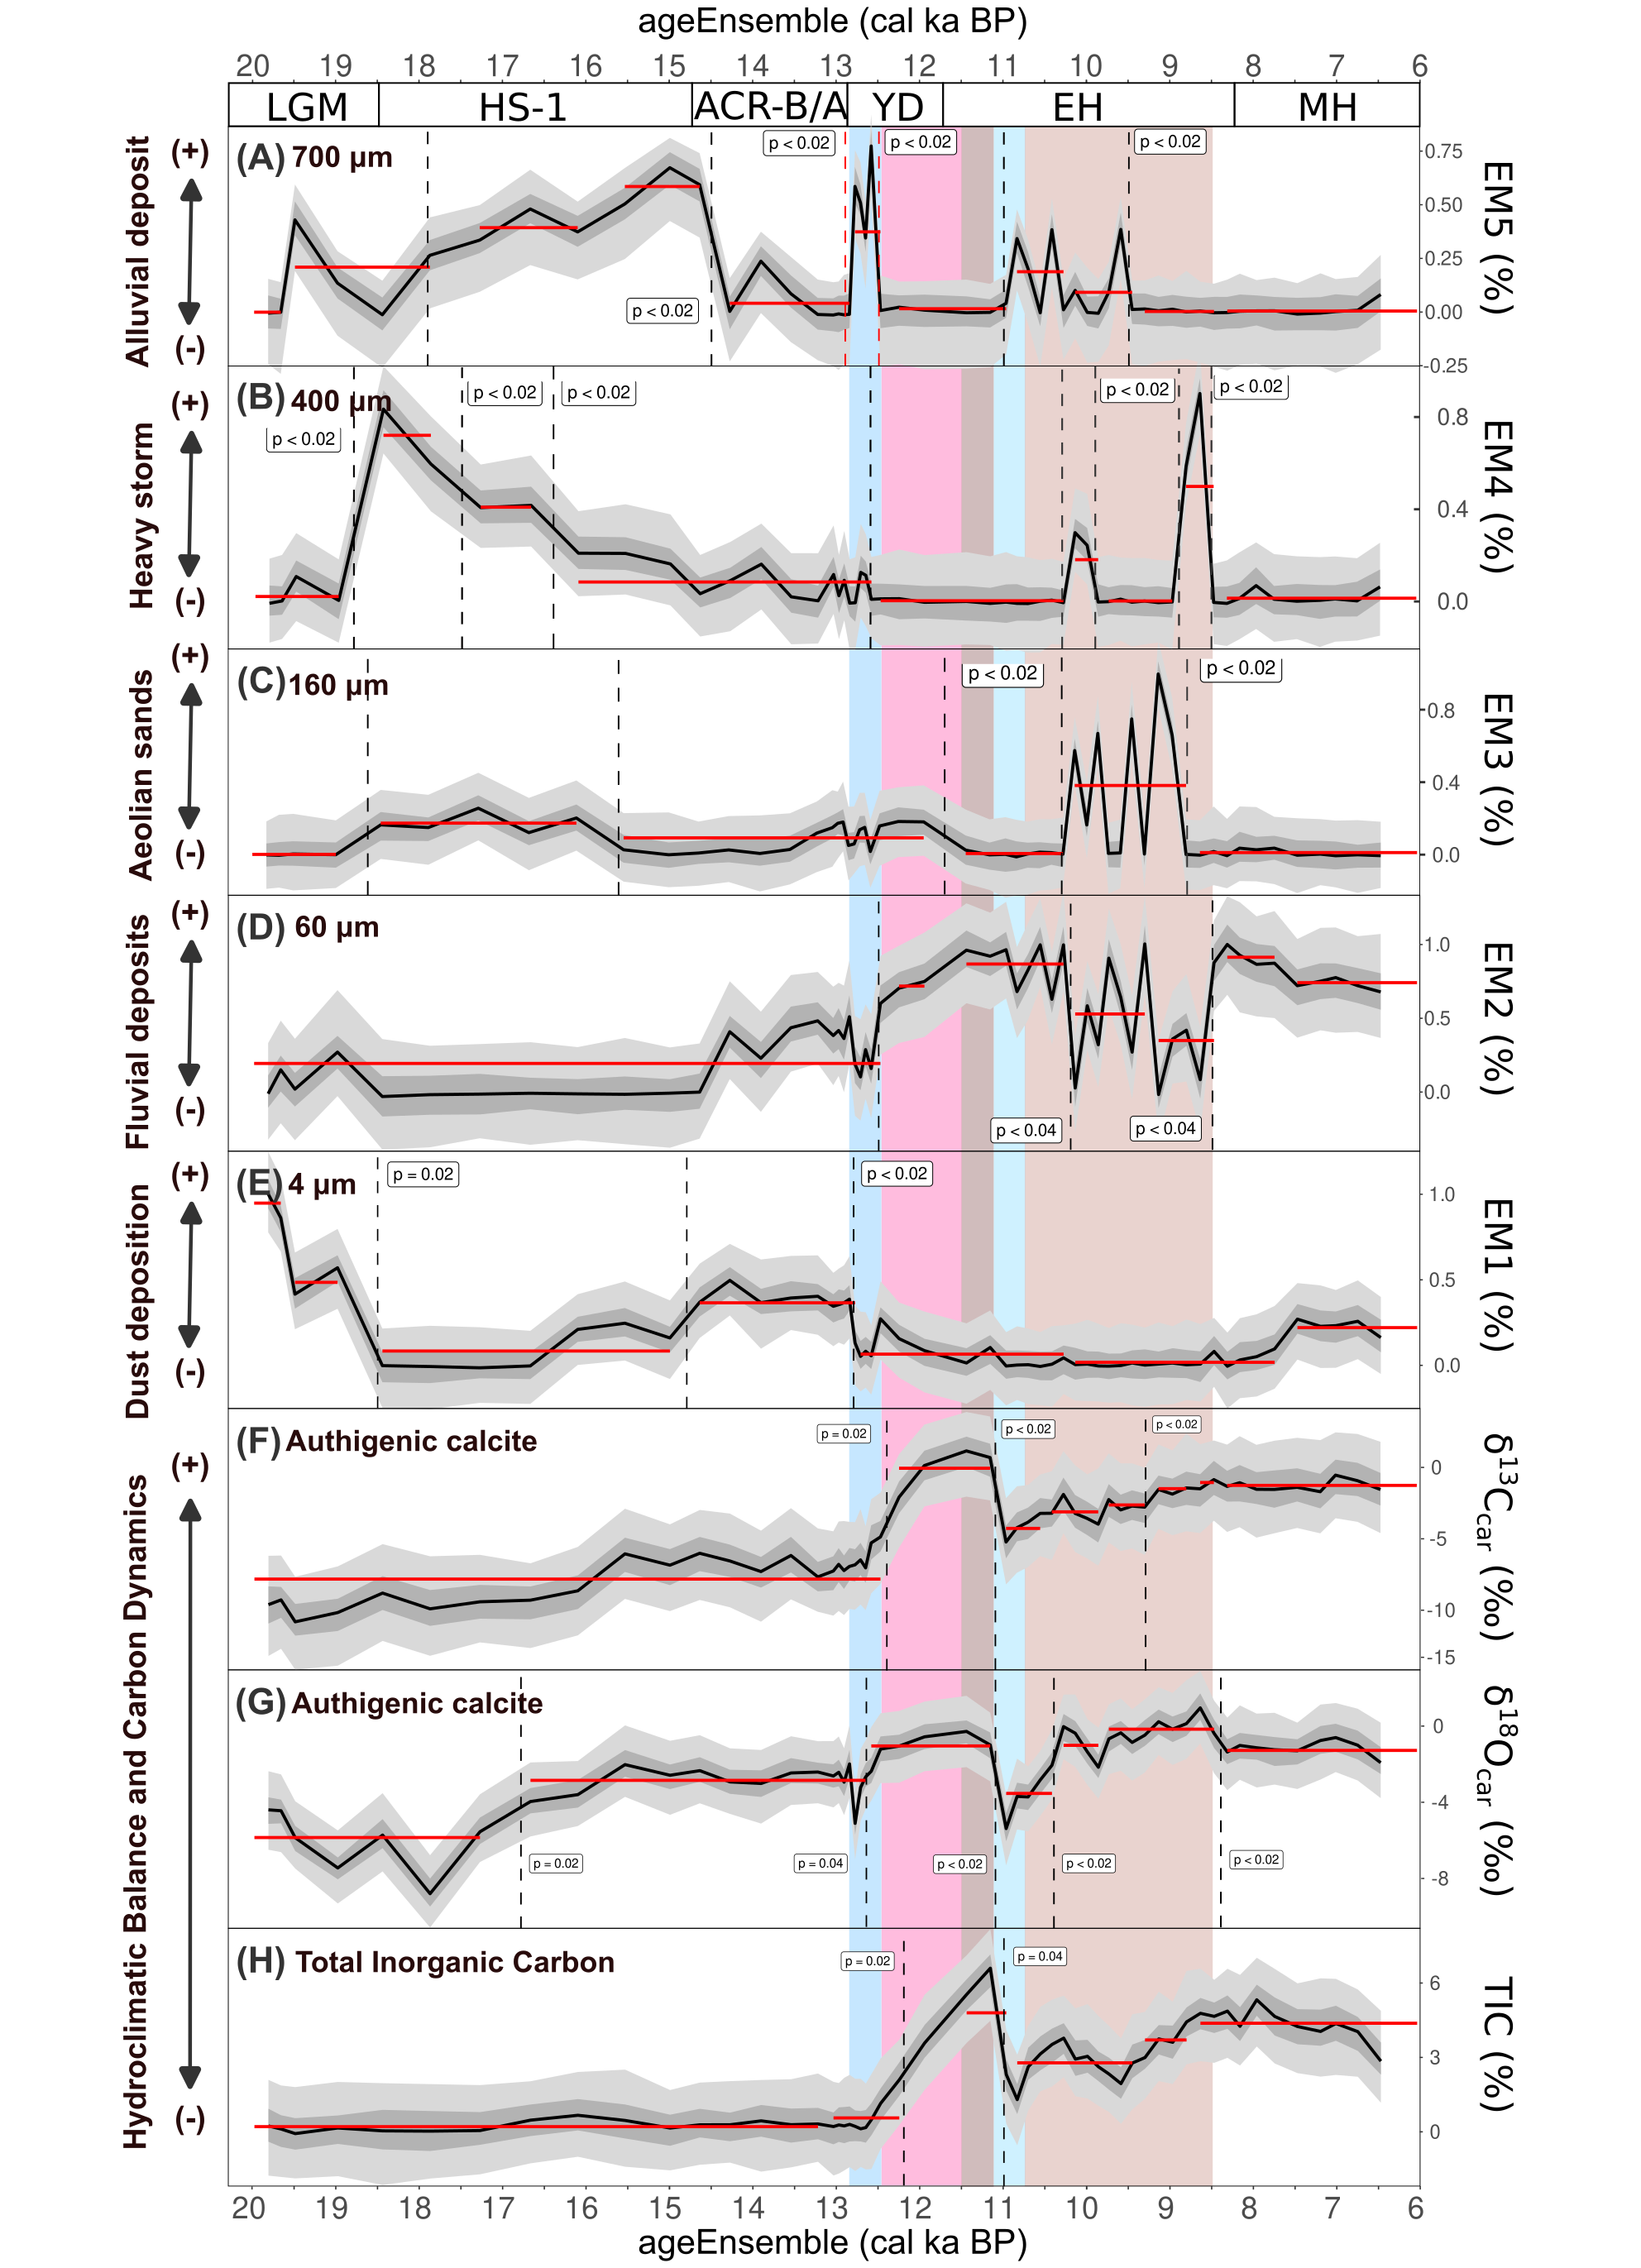 ageEnsemble (cal ka BP)
20 19 18 17 16 15 14 13 12 11 10 9 8 7 6
LGM HS-1 ACR-B/A YD EH MH
Alluvial deposit
(+)
(-)
(A) 700 µm
p < 0.02
p < 0.02
p < 0.02
p < 0.02
0.75
0.50
0.25
0.00
-0.25
EM5 (%)
Heavy storm
(+)
(-)
(B) 400 µm
p < 0.02
p < 0.02
p < 0.02
p < 0.02
p < 0.02
0.8
0.4
0.0
EM4 (%)
Aeolian sands
(+)
(-)
(C) 160 µm
p < 0.02
p < 0.02
0.8
0.4
0.0
EM3 (%)
Fluvial deposits
(+)
(-)
(D) 60 µm
p < 0.04
p < 0.04
1.0
0.5
0.0
EM2 (%)
Dust deposition
(+)
(-)
(E) 4 µm
p = 0.02
p < 0.02
1.0
0.5
0.0
EM1 (%)
Hydroclimatic Balance and Carbon Dynamics
(+)
(-)
(F) Authigenic calcite
p = 0.02
p < 0.02
p < 0.02
0
-5
-10
-15
δ13Ccar (‰)
(G) Authigenic calcite
p = 0.02
p = 0.04
p < 0.02
p < 0.02
p < 0.02
0
-4
-8
δ18Ocar (‰)
(H) Total Inorganic Carbon
p = 0.02
p = 0.04
6
3
0
TIC (%)
20 19 18 17 16 15 14 13 12 11 10 9 8 7 6
ageEnsemble (cal ka BP)